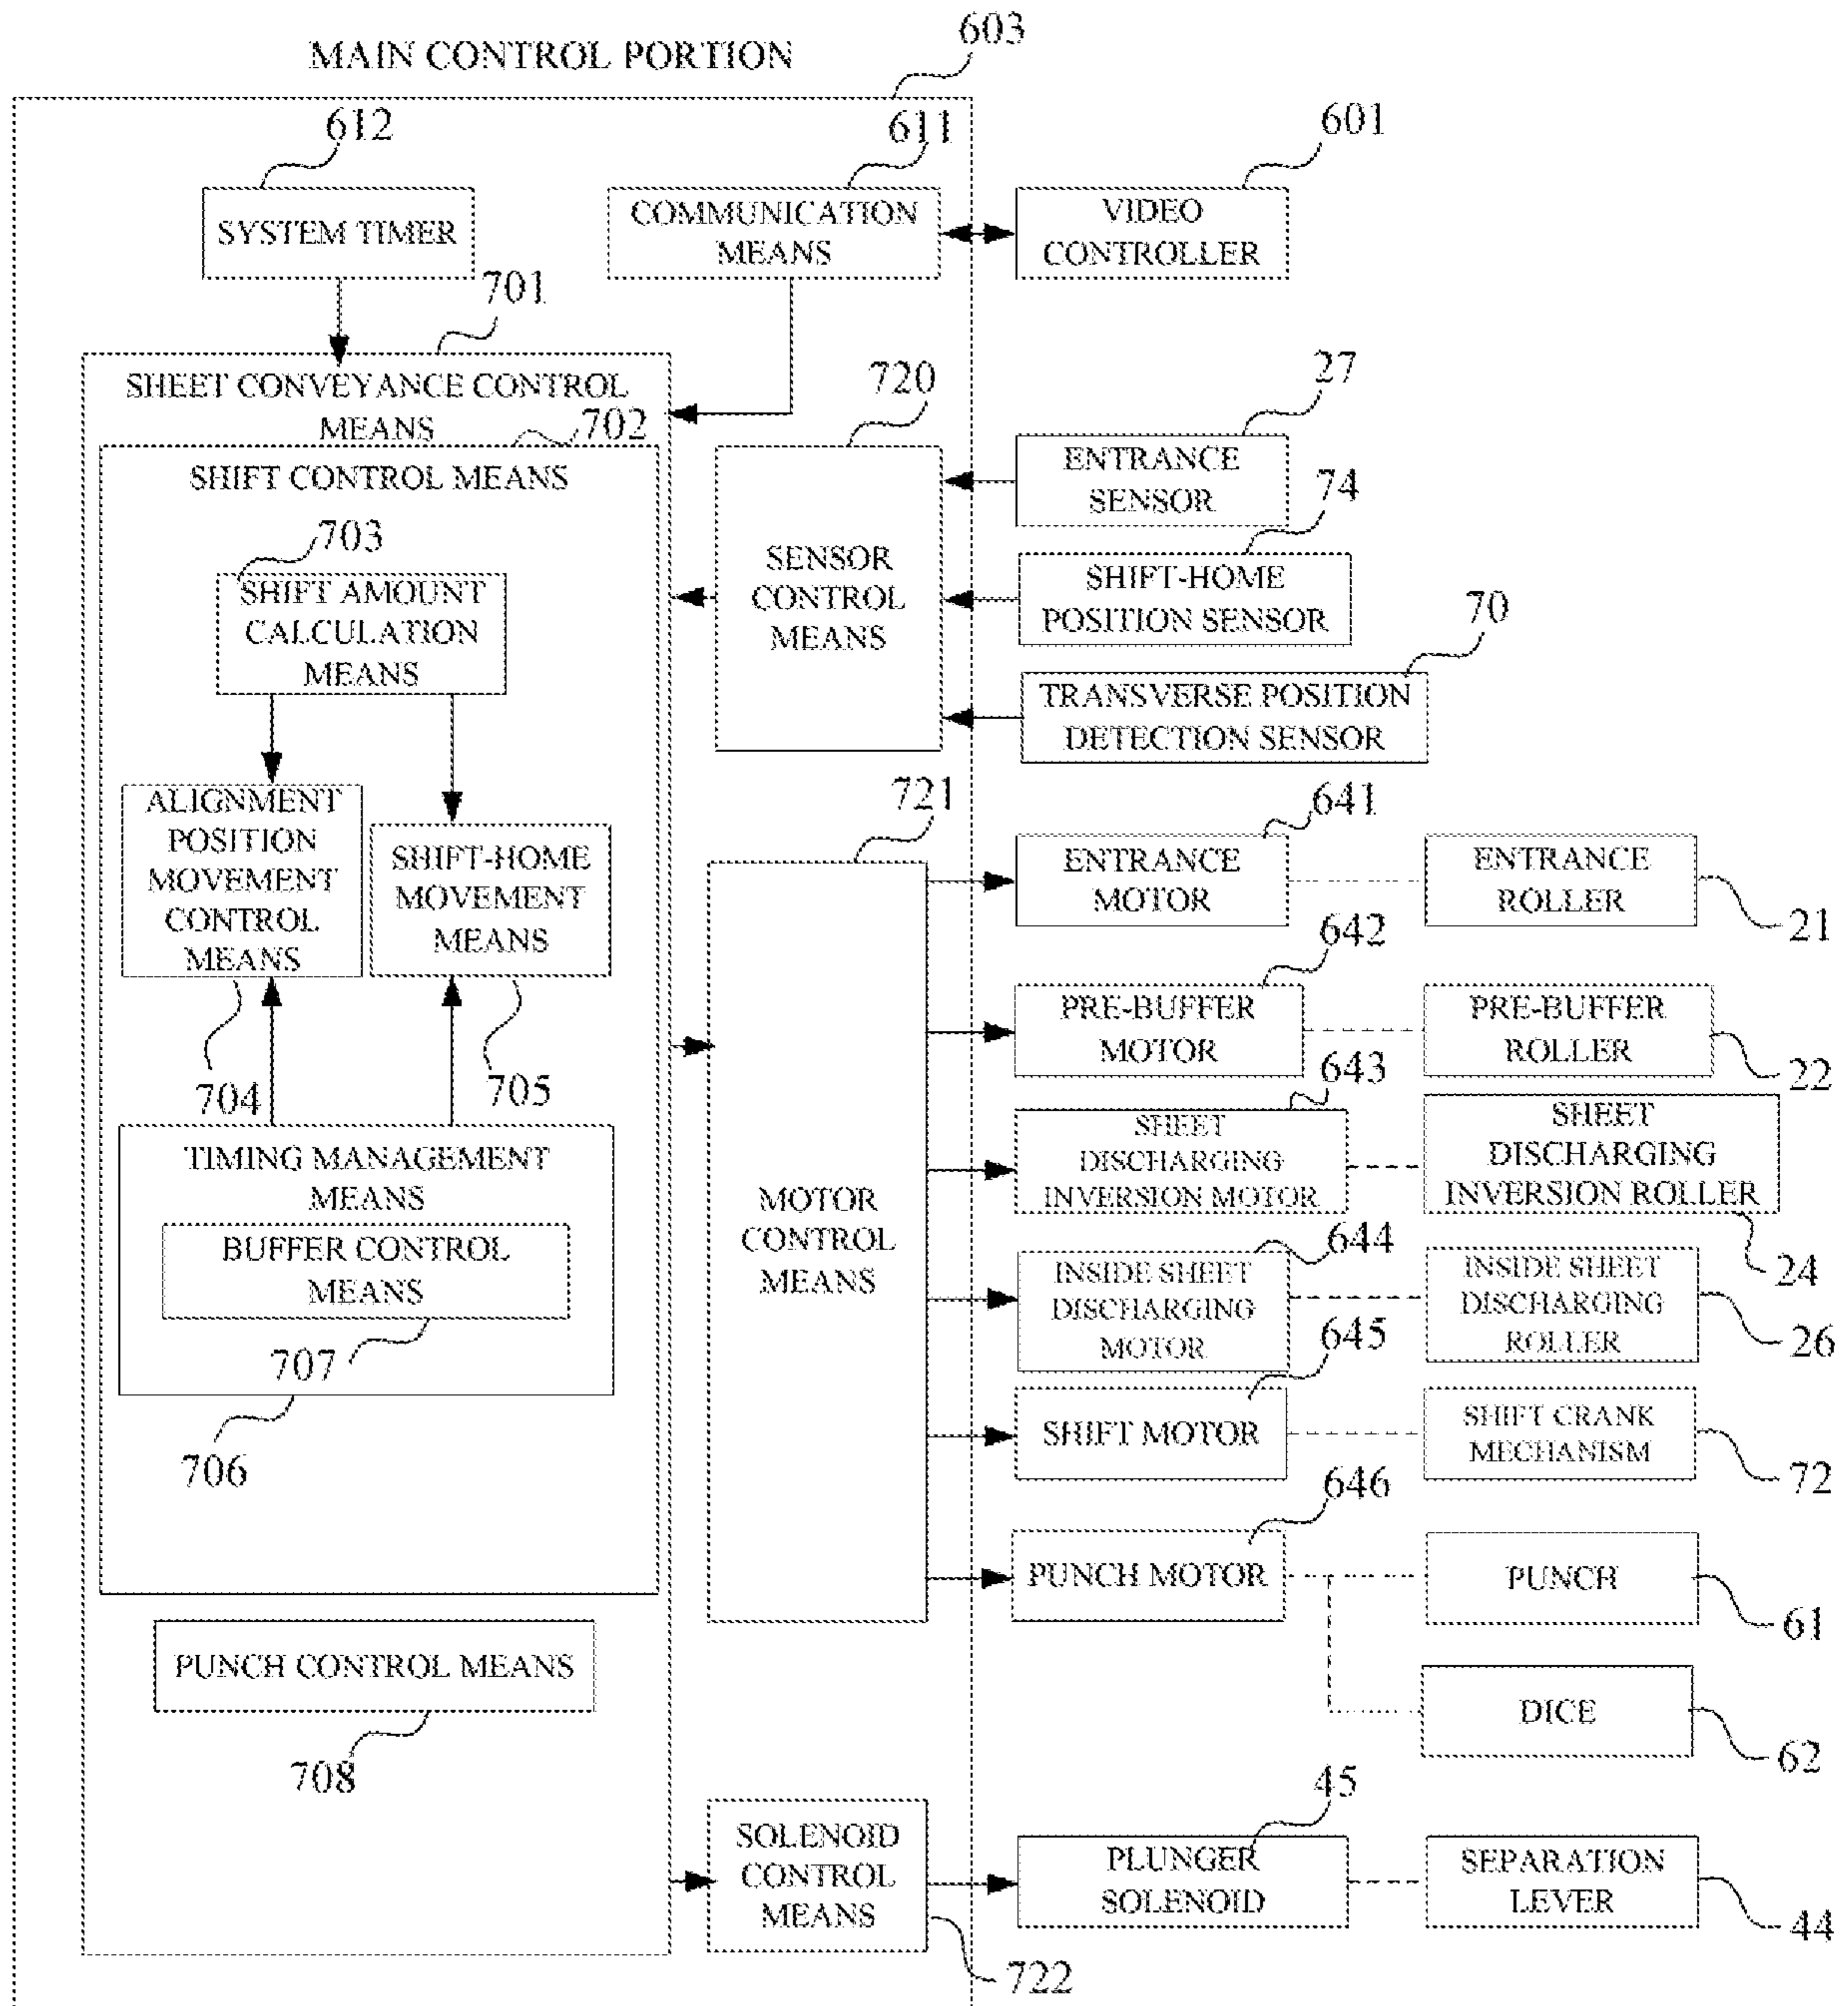 MAIN CONTROL PORTION
603
612
611
601
SYSTEM TIMER
COMMUNICATION
MEANS
VIDEO
CONTROLLER
701
SHEET CONVEYANCE CONTROL
MEANS
702
SHIFT CONTROL MEANS
703
SHIFT AMOUNT
CALCULATION
MEANS
ALIGNMENT
POSITION
MOVEMENT
CONTROL
MEANS
SHIFT-HOME
MOVEMENT
MEANS
704
705
TIMING MANAGEMENT
MEANS
BUFFER CONTROL
MEANS
707
706
PUNCH CONTROL MEANS
708
720
SENSOR
CONTROL
MEANS
27
ENTRANCE
SENSOR
74
SHIFT-HOME
POSITION SENSOR
70
TRANSVERSE POSITION
DETECTION SENSOR
721
MOTOR
CONTROL
MEANS
641
ENTRANCE
MOTOR
ENTRANCE
ROLLER
21
642
PRE-BUFFER
MOTOR
PRE-BUFFER
ROLLER
22
643
SHEET
DISCHARGING
INVERSION MOTOR
SHEET
DISCHARGING
INVERSION ROLLER
24
644
INSIDE SHEET
DISCHARGING
MOTOR
INSIDE SHEET
DISCHARGING
ROLLER
26
645
SHIFT MOTOR
SHIFT CRANK
MECHANISM
72
646
PUNCH MOTOR
PUNCH
61
DICE
62
SOLENOID
CONTROL
MEANS
722
45
PLUNGER
SOLENOID
SEPARATION
LEVER
44